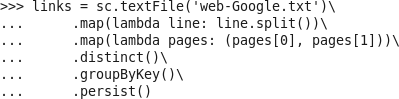 >>> links = sc.textFile('web-Google.txt')\
...      .map(lambda line: line.split())\
...      .map(lambda pages: (pages[0], pages[1]))\
...      .distinct()\
...      .groupByKey()\
...      .persist()